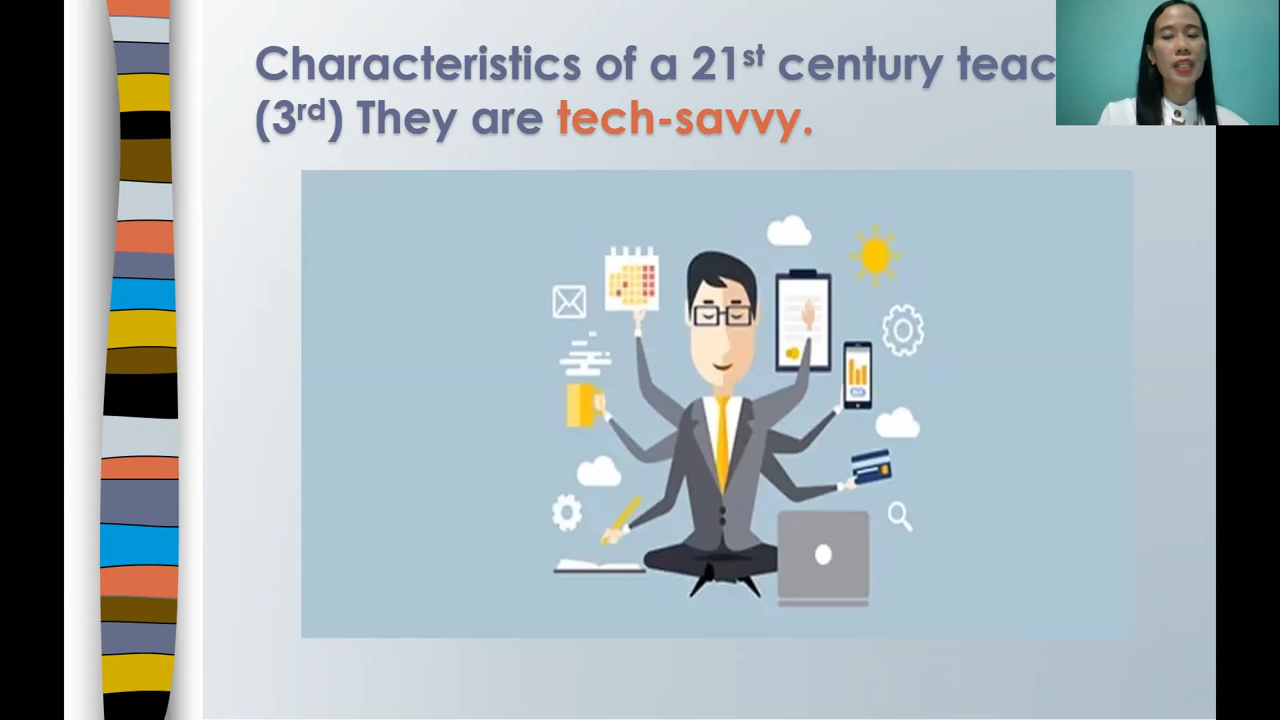 Characteristics of a 21st century teac
(3rd) They are tech-savvy.